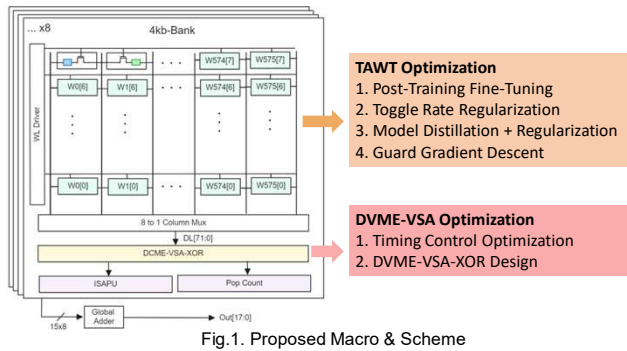 ... x8
4kb-Bank
WL Driver
. . .
W574[7]
W575[7]
W0[6]
W1[6]
. . .
W574[6]
W575[6]
W0[0]
W1[0]
. . .
W574[0]
W575[0]
8 to 1 Column Mux
DL[71:0]
DCME-VSA-XOR
ISAPU
Pop Count
15x8
Global
Adder
Out[17:0]
TAWT Optimization
1. Post-Training Fine-Tuning
2. Toggle Rate Regularization
3. Model Distillation + Regularization
4. Guard Gradient Descent
DVME-VSA Optimization
1. Timing Control Optimization
2. DVME-VSA-XOR Design
Fig.1. Proposed Macro & Scheme